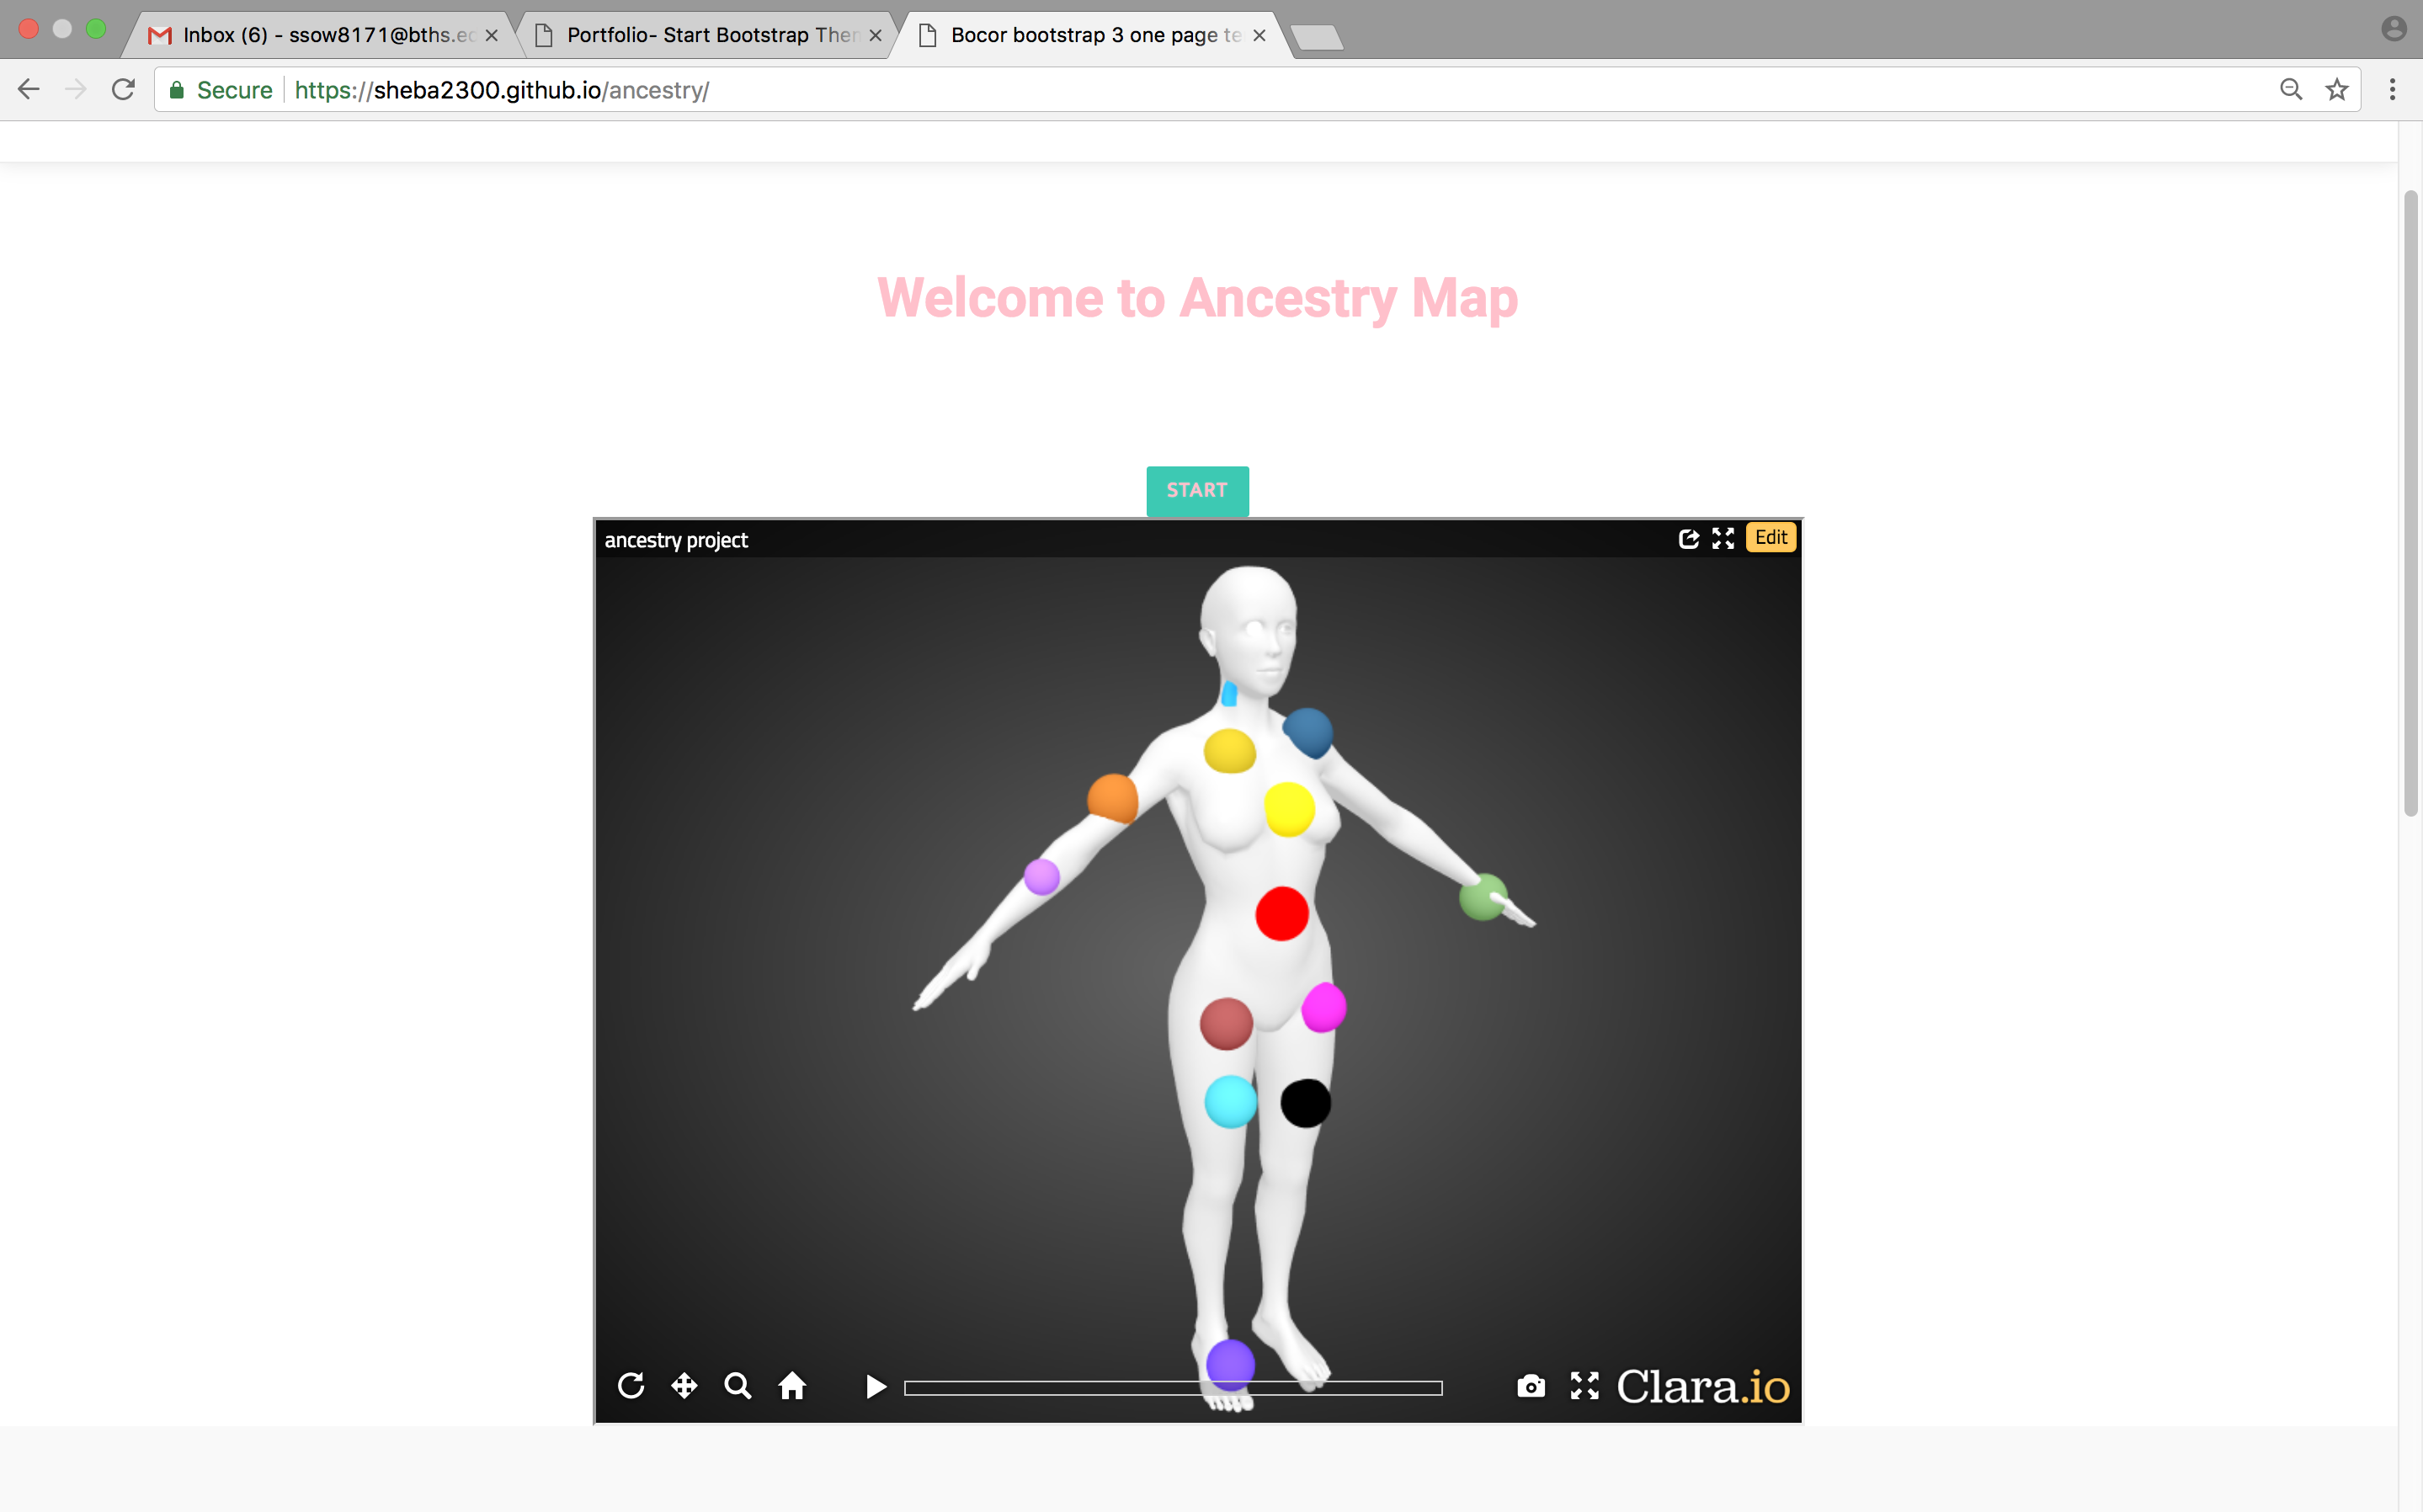 Inbox (6) - ssow8171@bths.ec
Portfolio- Start Bootstrap Then
Bocor bootstrap 3 one page te
Secure
https://sheba2300.github.io/ancestry/
Welcome to Ancestry Map
START
ancestry project
Edit
Clara.io